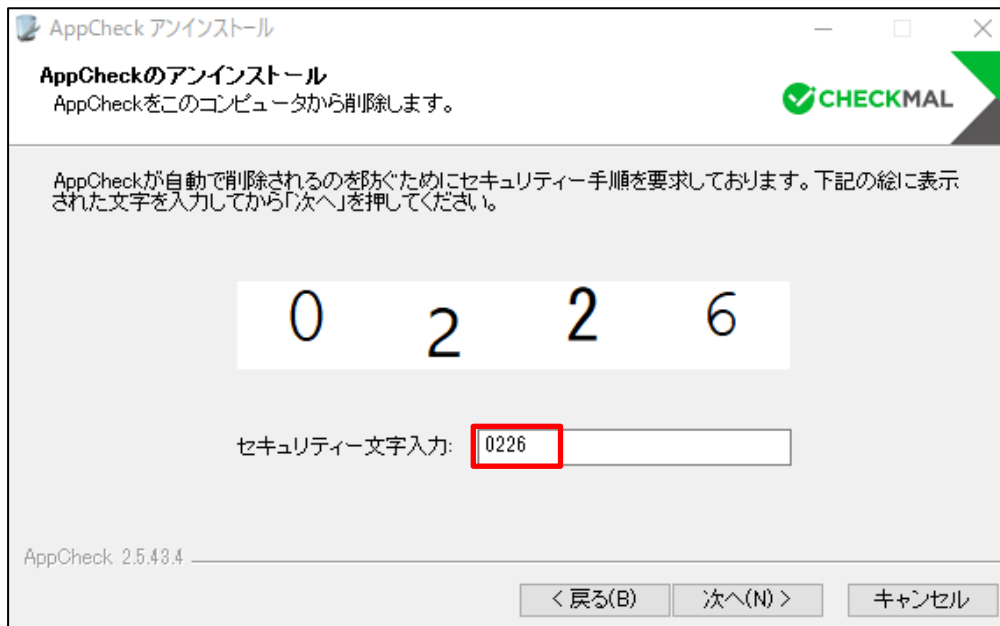 AppCheck アンインストール
AppCheckのアンインストール
AppCheckをこのコンピュータから削除します。
CHECKMAL
AppCheckが自動で削除されるのを防ぐためにセキュリティー手順を要求しております。下記の絵に表示
された文字を入力してから「次へ」を押してください。
0 2 2 6
セキュリティー文字入力: 0226
AppCheck 2.5.43.4
< 戻る(B) 次へ(N) > キャンセル